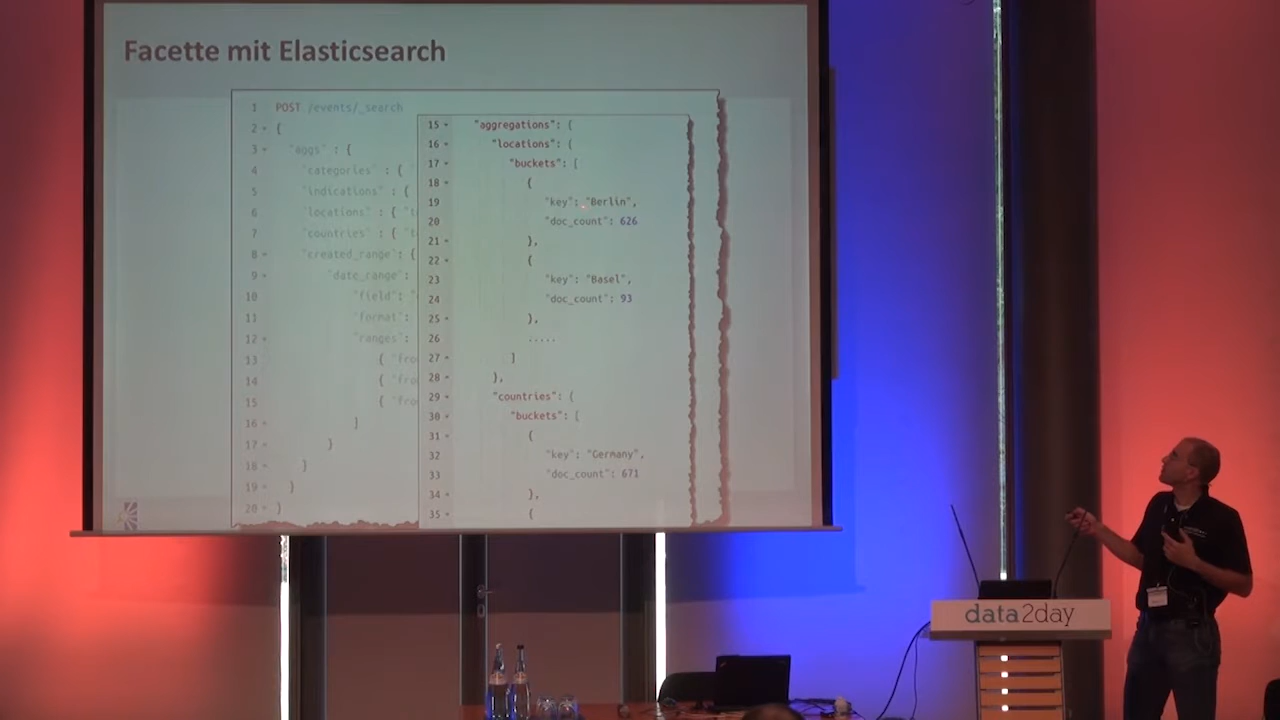 Facette mit Elasticsearch
1 POST /events/_search
2 {
3 "aggs" : {
4 "categories" : {
5 "indications" : {
6 "locations" : { "t
7 "countries" : { "t
8 "created_range": {
9 "date_range":
10 "field": "
11 "format":
12 "ranges":
13 { "fro
14 { "fro
15 { "fro
16 ]
17 }
18 }
19 }
20 }
15 "aggregations": {
16 "locations": {
17 "buckets": [
18 {
19 "key": "Berlin",
20 "doc_count": 626
21 },
22 {
23 "key": "Basel",
24 "doc_count": 93
25 },
26 .....
27 ]
28 },
29 "countries": {
30 "buckets": [
31 {
32 "key": "Germany",
33 "doc_count": 671
34 },
35 {
data2day